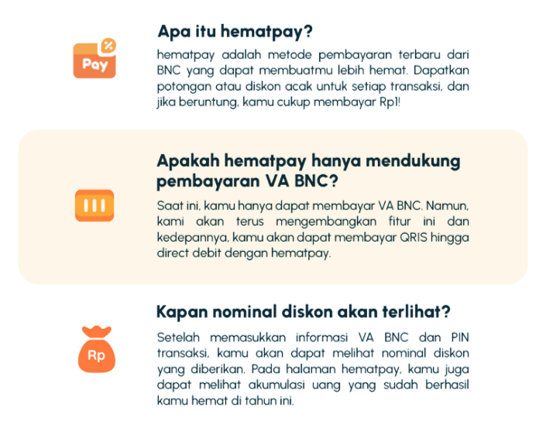 Apa itu hematpay?
Pay
%
hematpay adalah metode pembayaran terbaru dari
BNC yang dapat membuatmu lebih hemat. Dapatkan
potongan atau diskon acak untuk setiap transaksi, dan
jika beruntung, kamu cukup membayar Rp1!
Apakah hematpay hanya mendukung
pembayaran VA BNC?
Saat ini, kamu hanya dapat membayar VA BNC. Namun,
kami akan terus mengembangkan fitur ini dan
kedepannya, kamu akan dapat membayar QRIS hingga
direct debit dengan hematpay.
Kapan nominal diskon akan terlihat?
Rp
Setelah memasukkan informasi VA BNC dan PIN
transaksi, kamu akan dapat melihat nominal diskon
yang diberikan. Pada halaman hematpay, kamu juga
dapat melihat akumulasi uang yang sudah berhasil
kamu hemat di tahun ini.